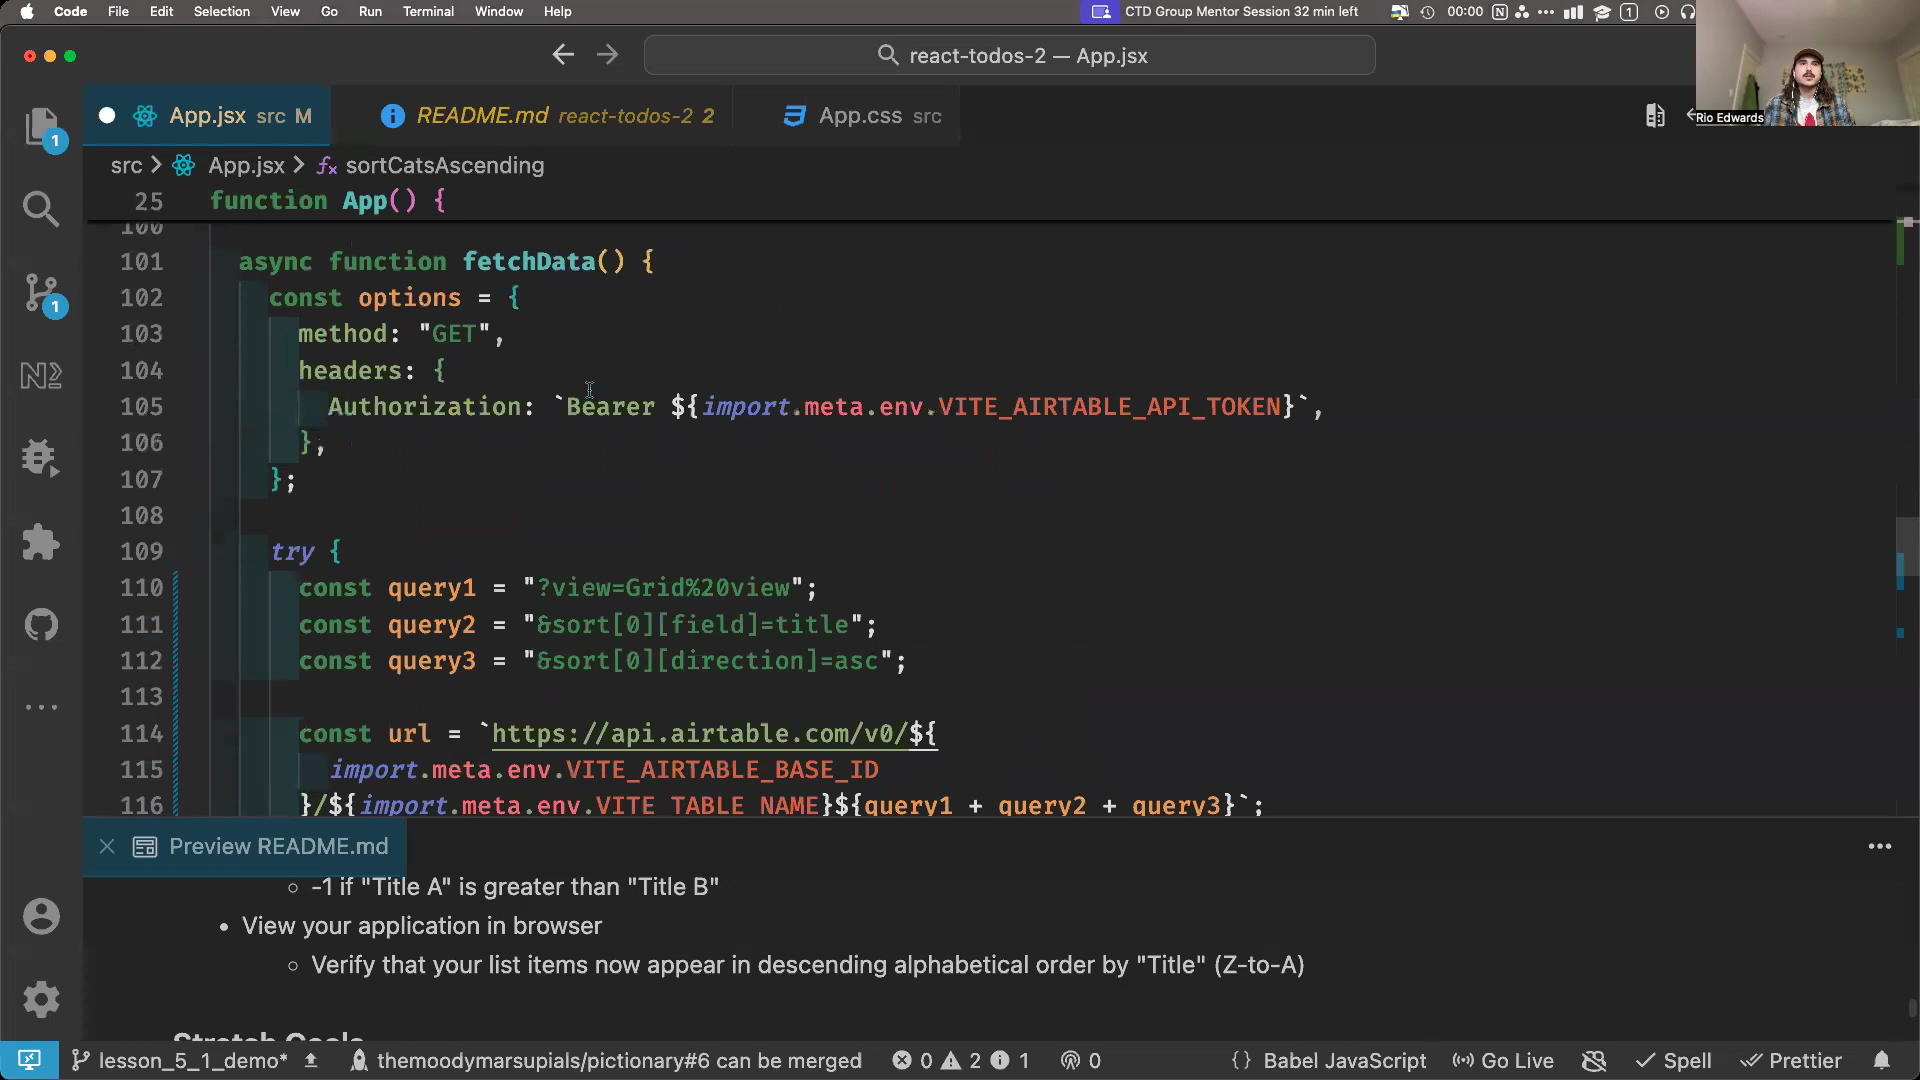 Code File Edit Selection View Go Run Terminal Window Help CTD Group Mentor Session 32 min left 00:00 1
react-todos-2 — App.jsx
Rio Edwards
App.jsx src M README.md react-todos-2 2 App.css src
src > App.jsx > sortCatsAscending
25 function App() {
100
101 async function fetchData() {
102 const options = {
103 method: "GET",
104 headers: {
105 Authorization: `Bearer ${import.meta.env.VITE_AIRTABLE_API_TOKEN}`,
106 },
107 };
108
109 try {
110 const query1 = "?view=Grid%20view";
111 const query2 = "&sort[0][field]=title";
112 const query3 = "&sort[0][direction]=asc";
113
114 const url = `https://api.airtable.com/v0/${
115 import.meta.env.VITE_AIRTABLE_BASE_ID
116 }/${import.meta.env.VITE_TABLE_NAME}${query1 + query2 + query3}`;
1
1
Preview README.md
-1 if "Title A" is greater than "Title B"
View your application in browser
Verify that your list items now appear in descending alphabetical order by "Title" (Z-to-A)
Stretch Goals
lesson_5_1_demo* themoodymarsupials/pictionary#6 can be merged 0 2 1 0 {} Babel JavaScript Go Live Spell Prettier